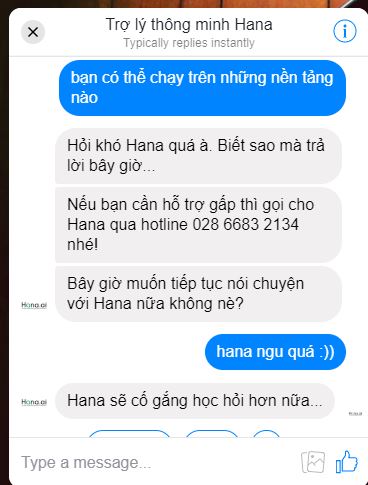 Trợ lý thông minh Hana
Typically replies instantly
bạn có thể chạy trên những nền tảng
nào
Hỏi khó Hana quá à. Biết sao mà trả
lời bây giờ...
Nếu bạn cần hỗ trợ gấp thì gọi cho
Hana qua hotline 028 6683 2134
nhé!
Bây giờ muốn tiếp tục nói chuyện
với Hana nữa không nè?
Hana.ai
hana ngu quá :))
Hana.ai
Hana sẽ cố gắng học hỏi hơn nữa...
Hana.ai
Type a message...